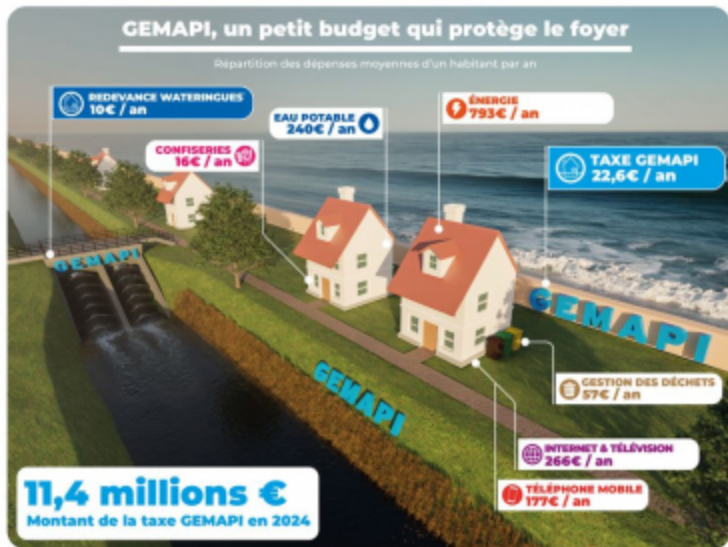 GEMAPI, un petit budget qui protège le foyer
Répartition des dépenses moyennes d'un habitant par an
REDEVANCE WATERINGUES
10€ / an
EAU POTABLE
240€ / an
ÉNERGIE
793€ / an
CONFISERIES
16€ / an
TAXE GEMAPI
22,6€ / an
GEMAPI
GEMAPI
GEMAPI
GESTION DES DÉCHETS
57€ / an
INTERNET & TÉLÉVISION
266€ / an
TÉLÉPHONE MOBILE
177€ / an
11,4 millions €
Montant de la taxe GEMAPI en 2024